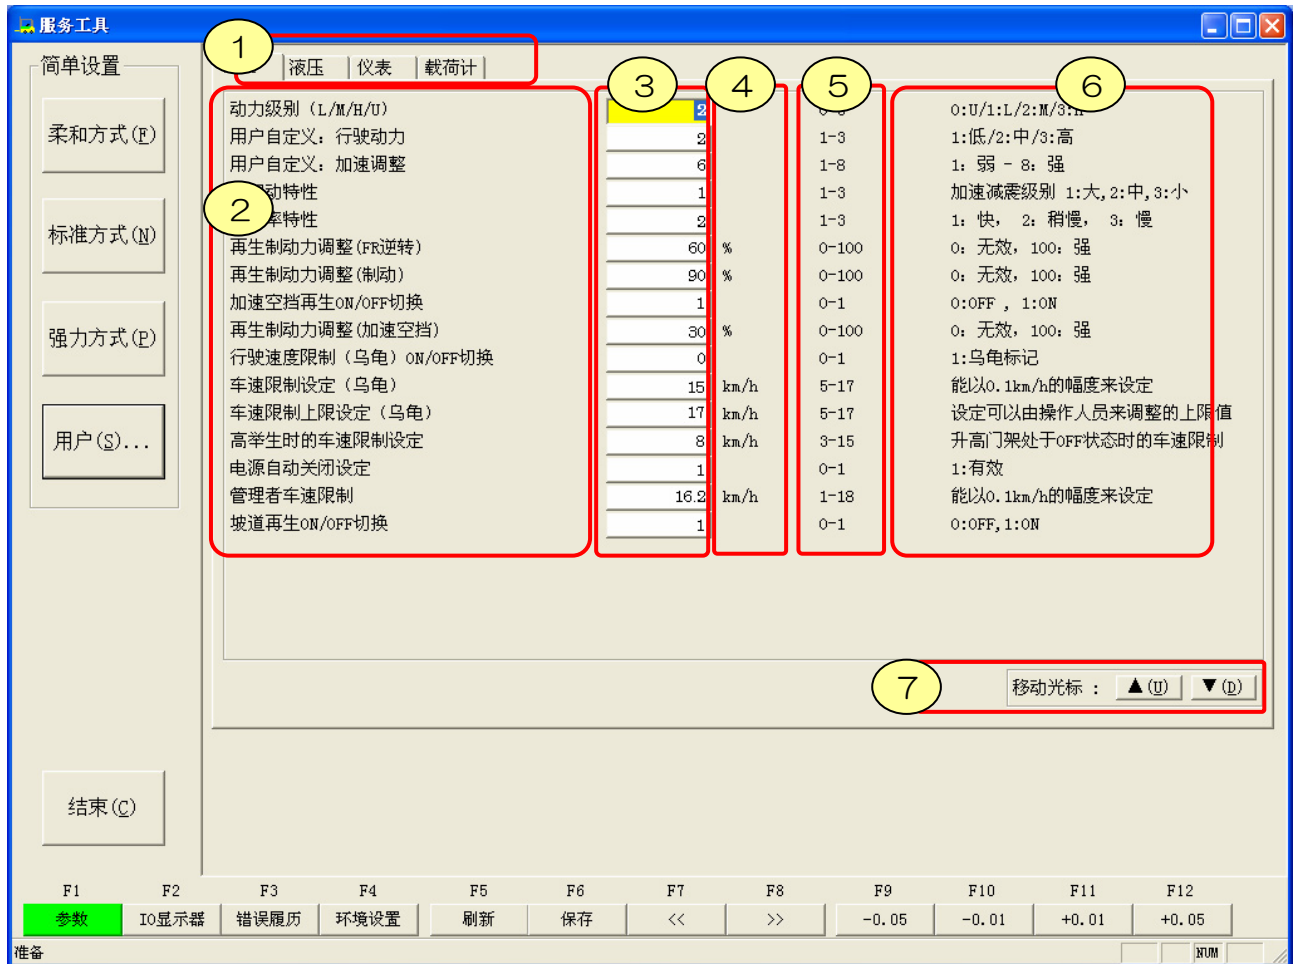 服务工具
简单设置
柔和方式(F)
标准方式(N)
强力方式(P)
用户(S)...
结束(C)
1
液压 仪表 载荷计
2
3
4
5
6
动力级别 (L/M/H/U) 2 0:U/1:L/2:M/3:H
用户自定义: 行驶动力 2 1-3 1:低/2:中/3:高
用户自定义: 加速调整 6 1-8 1: 弱 - 8: 强
动特性 1 1-3 加速减震级别 1:大,2:中,3:小
率特性 2 1-3 1: 快, 2: 稍慢, 3: 慢
再生制动力调整(FR逆转) 60 % 0-100 0: 无效, 100: 强
再生制动力调整(制动) 90 % 0-100 0: 无效, 100: 强
加速空挡再生ON/OFF切换 1 0-1 0:OFF , 1:ON
再生制动力调整(加速空挡) 30 % 0-100 0: 无效, 100: 强
行驶速度限制 (乌龟) ON/OFF切换 0 0-1 1:乌龟标记
车速限制设定 (乌龟) 15 km/h 5-17 能以0.1km/h的幅度来设定
车速限制上限设定 (乌龟) 17 km/h 5-17 设定可以由操作人员来调整的上限值
高举生时的车速限制设定 8 km/h 3-15 升高门架处于OFF状态时的车速限制
电源自动关闭设定 1 0-1 1:有效
管理者车速限制 16.2 km/h 1-18 能以0.1km/h的幅度来设定
坡道再生ON/OFF切换 1 0-1 0:OFF,1:ON
7
移动光标 : ▲(U) ▼(D)
F1 F2 F3 F4 F5 F6 F7 F8 F9 F10 F11 F12
参数 IO显示器 错误履历 环境设置 刷新 保存 << >> -0.05 -0.01 +0.01 +0.05
准备 NUM